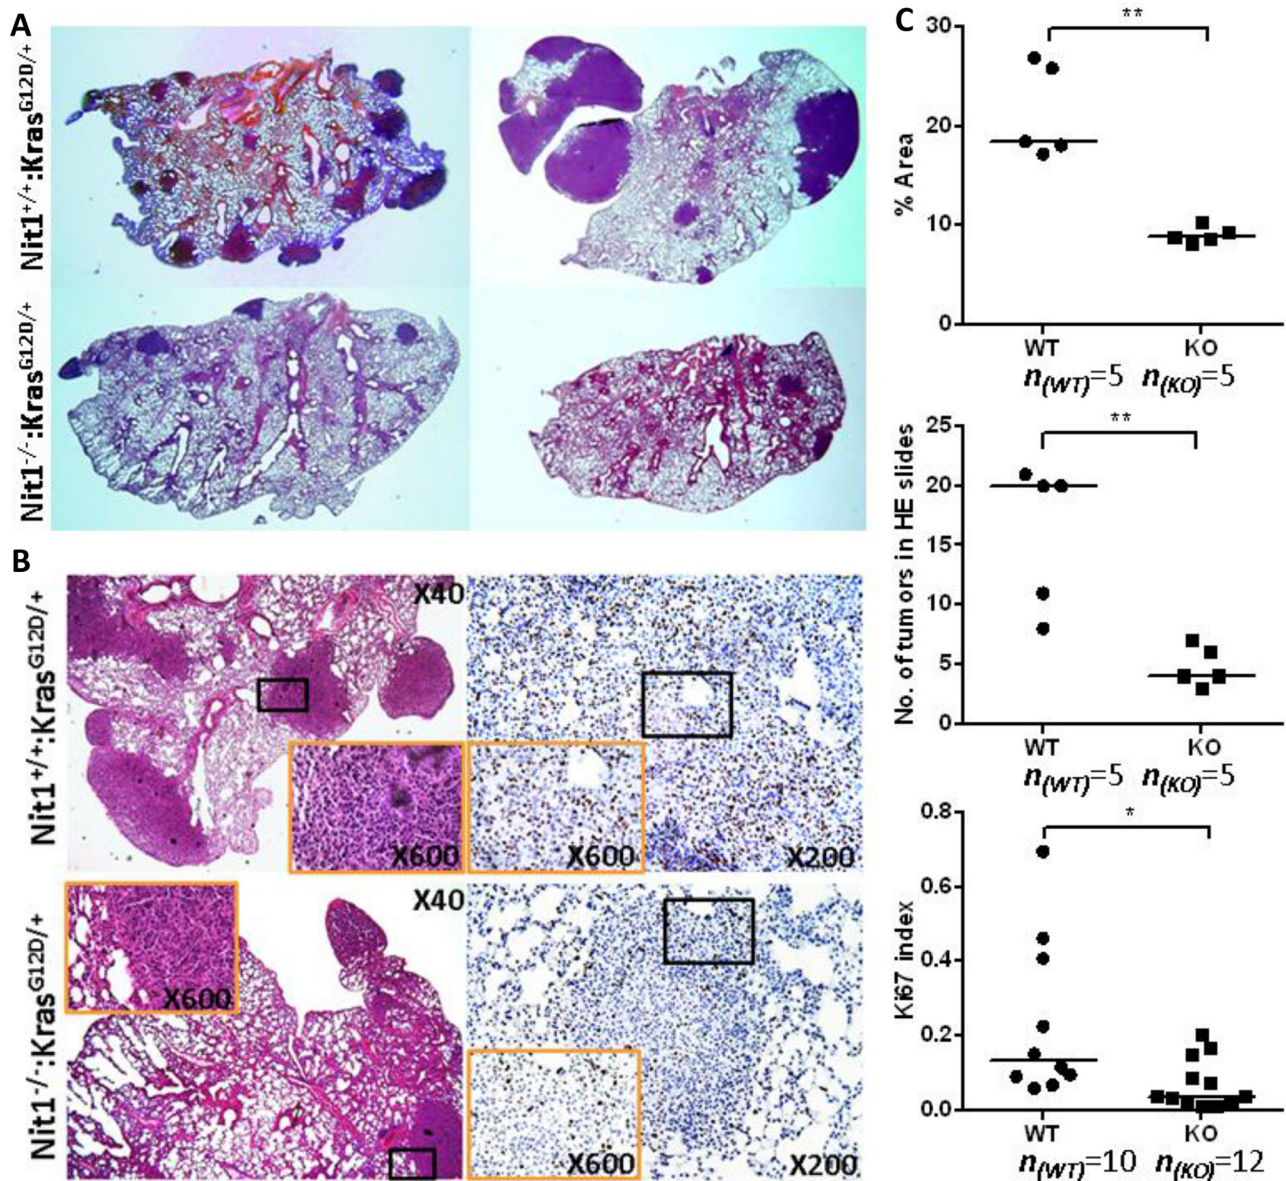 A
Nit1+/+:KrasG12D/+
Nit1-/-:KrasG12D/+
B
Nit1+/+:KrasG12D/+
X40
X600
X600
X200
Nit1-/-:KrasG12D/+
X600
X40
X600
X200
C
% Area
30
20
10
0
**
WT KO
n(WT)=5 n(KO)=5
No. of tumors in HE slides
25
20
15
10
5
0
**
WT KO
n(WT)=5 n(KO)=5
Ki67 index
0.8
0.6
0.4
0.2
0.0
*
WT KO
n(WT)=10 n(KO)=12